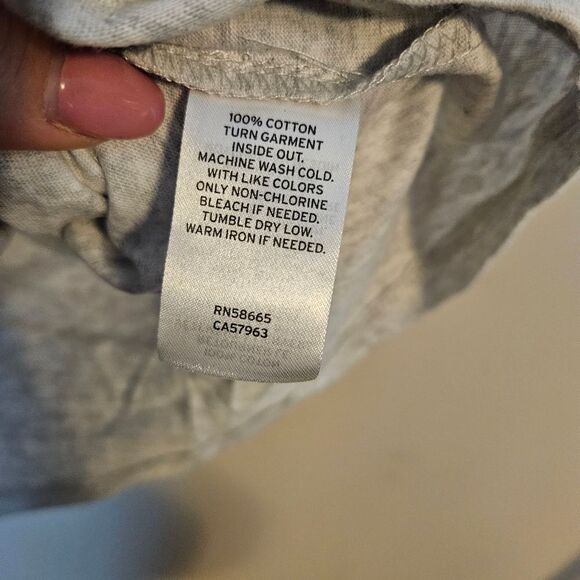 100% COTTON
TURN GARMENT
INSIDE OUT.
MACHINE WASH COLD.
WITH LIKE COLORS
ONLY NON-CHLORINE
BLEACH IF NEEDED.
TUMBLE DRY LOW.
WARM IRON IF NEEDED.
RN58665
CA57963